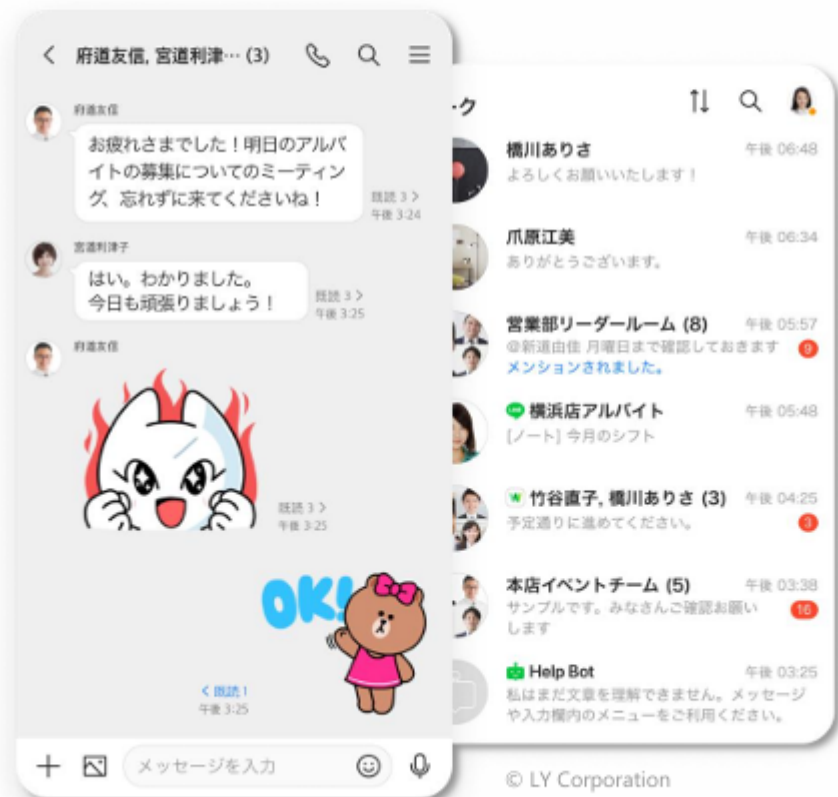 府道友信, 宮道利津… (3)
府道友信
お疲れさまでした！明日のアルバ
イトの募集についてのミーティン
グ、忘れずに来てくださいね！
既読 3
午後 3:24
宮道利津子
はい。わかりました。
今日も頑張りましょう！
既読 3
午後 3:25
府道友信
既読 3
午後 3:25
OK!
既読 1
午後 3:25
メッセージを入力
ーク
橋川ありさ
午後 06:48
よろしくお願いいたします！
爪原江美
午後 06:34
ありがとうございます。
営業部リーダールーム (8)
午後 05:57
@新道由佳 月曜日まで確認しておきます
9
メンションされました。
LINE
横浜店アルバイト
午後 05:48
[ノート] 今月のシフト
竹谷直子, 橋川ありさ (3)
午後 04:25
予定通りに進めてください。
3
本店イベントチーム (5)
午後 03:38
サンプルです。みなさんご確認お願い
します
16
Help Bot
午後 03:25
私はまだ文章を理解できません。メッセージ
や入力欄内のメニューをご利用ください。
© LY Corporation